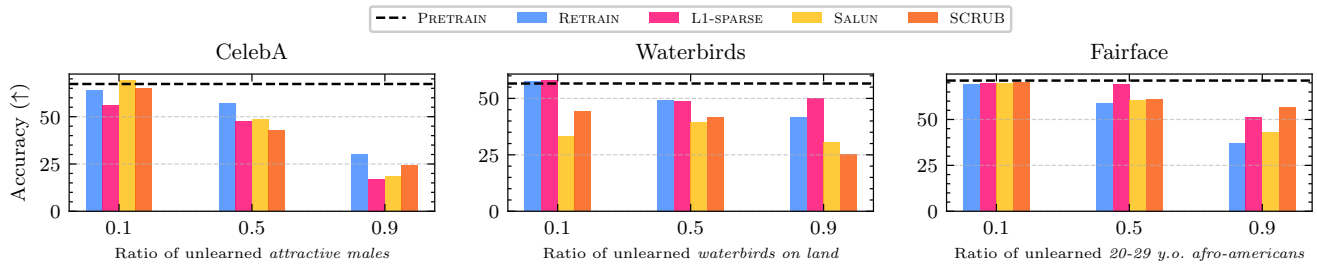 PRETRAIN RETRAIN L1-SPARSE SALUN SCRUB
CelebA
Waterbirds
Fairface
Accuracy (↑)
50
25
0
0.1 0.5 0.9
Ratio of unlearned attractive males
50
25
0
0.1 0.5 0.9
Ratio of unlearned waterbirds on land
50
25
0
0.1 0.5 0.9
Ratio of unlearned 20-29 y.o. afro-americans